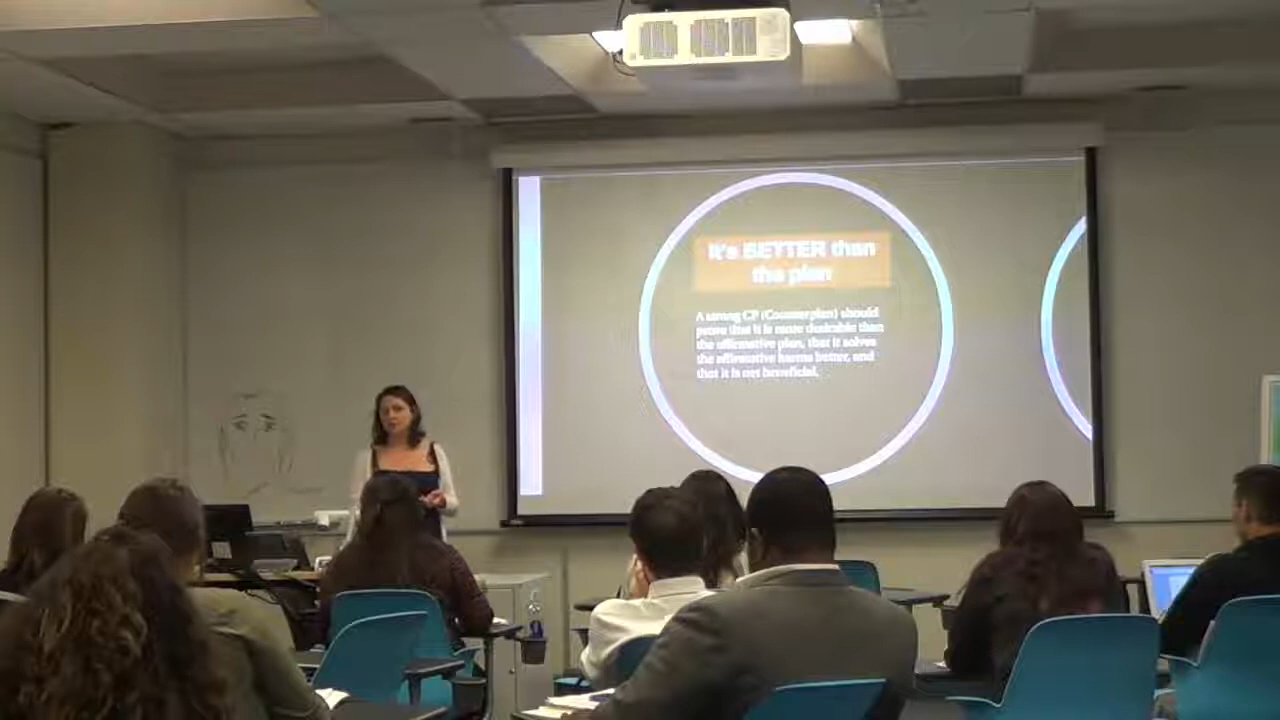 It's BETTER than
the plan
A strong CP (Counterplan) should
prove that it is more desirable than
the affirmative plan, that it solves
the affirmative harms better, and
that it is net beneficial.